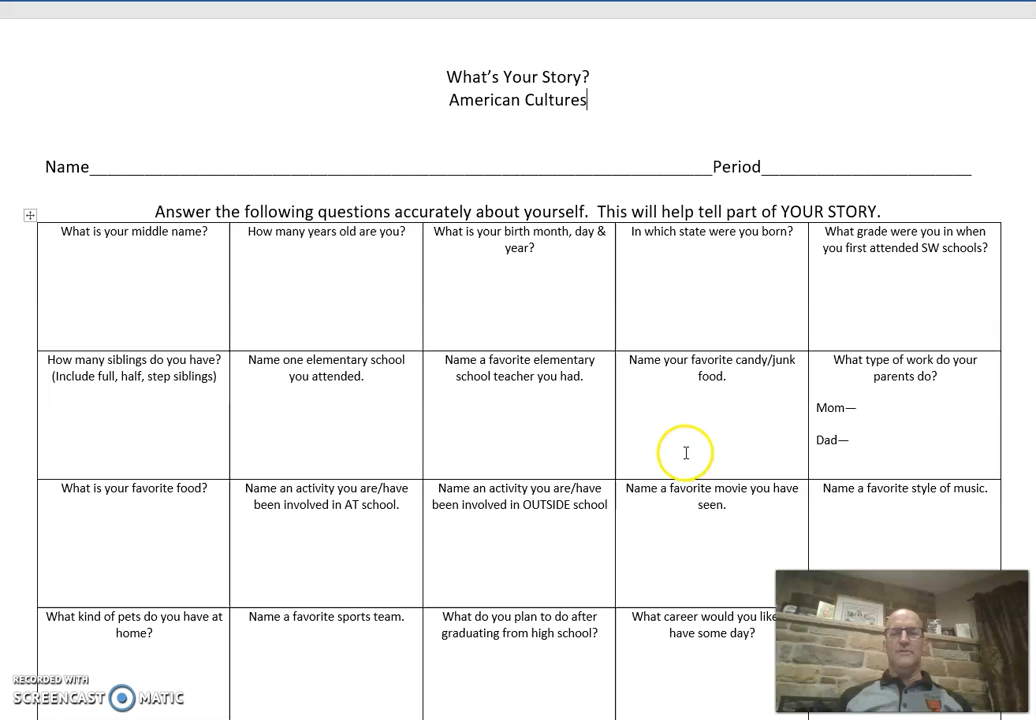 What's Your Story?
American Cultures
Name_______________________________________________Period____________________
Answer the following questions accurately about yourself.  This will help tell part of YOUR STORY.
What is your middle name?
How many years old are you?
What is your birth month, day &
year?
In which state were you born?
What grade were you in when
you first attended SW schools?
How many siblings do you have?
(Include full, half, step siblings)
Name one elementary school
you attended.
Name a favorite elementary
school teacher you had.
Name your favorite candy/junk
food.
What type of work do your
parents do?
Mom—
Dad—
What is your favorite food?
Name an activity you are/have
been involved in AT school.
Name an activity you are/have
been involved in OUTSIDE school
Name a favorite movie you have
seen.
Name a favorite style of music.
What kind of pets do you have at
home?
Name a favorite sports team.
What do you plan to do after
graduating from high school?
What career would you like
have some day?
RECORDED WITH
SCREENCAST MATIC